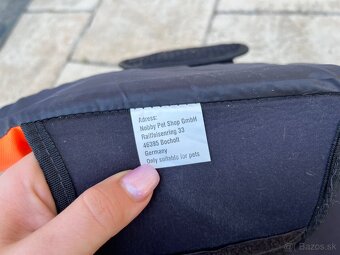 Adress:
Nobby Pet Shop GmbH
Raiffeisenring 33
46395 Bocholt
Germany
Only suitable for pets
Bazos.sk